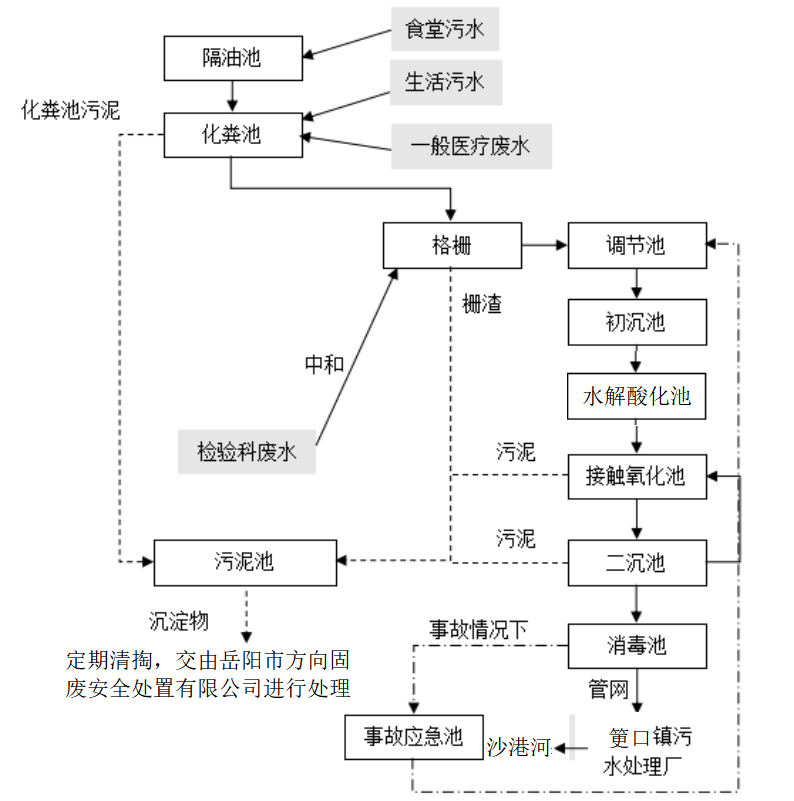 食堂污水
隔油池
生活污水
化粪池污泥
化粪池
一般医疗废水
格栅
调节池
栅渣
初沉池
中和
水解酸化池
检验科废水
污泥
接触氧化池
污泥
污泥池
二沉池
沉淀物
事故情况下
消毒池
定期清掏，交由岳阳市方向固
废安全处置有限公司进行处理
管网
事故应急池
沙港河
筻口镇污
水处理厂